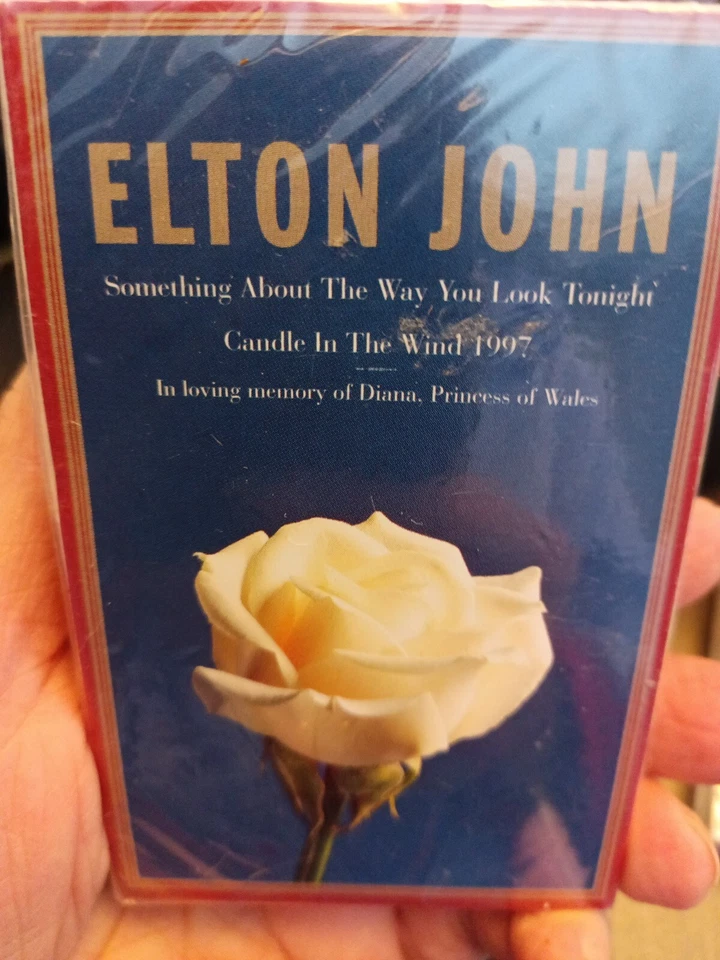 ELTON JOHN
Something About The Way You Look Tonight
Candle In The Wind 1997
In loving memory of Diana, Princess of Wales